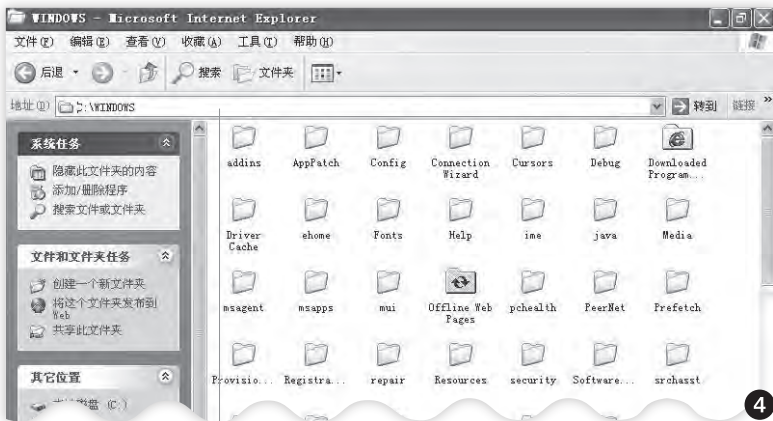 WINDOWS - Microsoft Internet Explorer
文件(F) 编辑(E) 查看(V) 收藏(A) 工具(T) 帮助(H)
后退 搜索 文件夹
地址(D) C:\WINDOWS 转到 链接 »
系统任务
隐藏此文件夹的内容
添加/删除程序
搜索文件或文件夹
文件和文件夹任务
创建一个新文件夹
将这个文件夹发布到
Web
共享此文件夹
其它位置
(C:)
addins AppPatch Config Connection Wizard Cursors Debug Downloaded Program...
Driver Cache ehome Fonts Help ime java Media
msagent msapps mui Offline Web Pages pchealth PeerNet Prefetch
Provisio... Registra... repair Resources security Software... srchasst
4